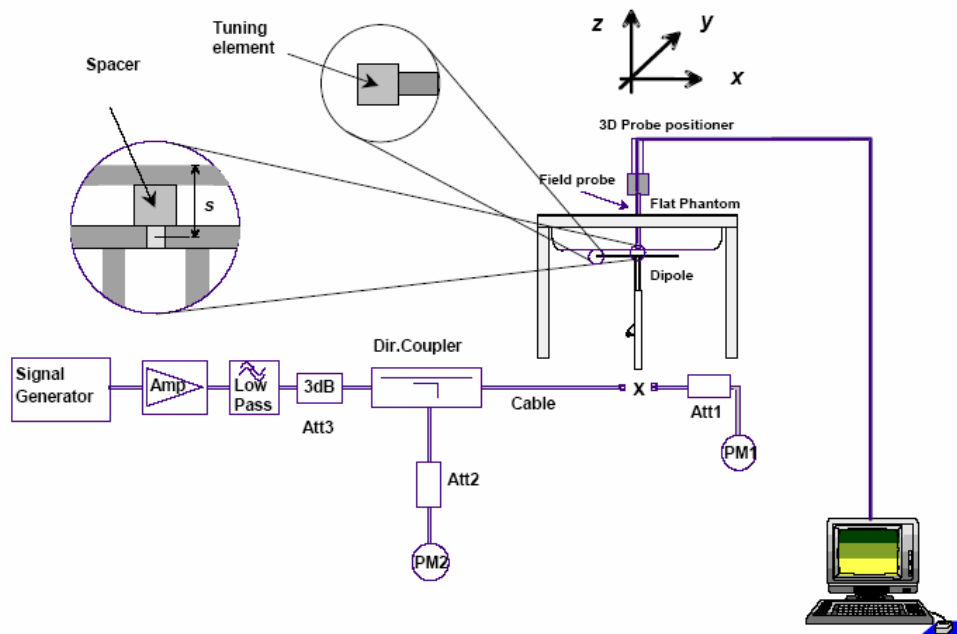 Tuning
element
Spacer
s
z
y
x
3D Probe positioner
Field probe
Flat Phantom
Dipole
Dir.Coupler
Signal
Generator
Amp
Low
Pass
3dB
Att3
Cable
x
Att1
PM1
Att2
PM2